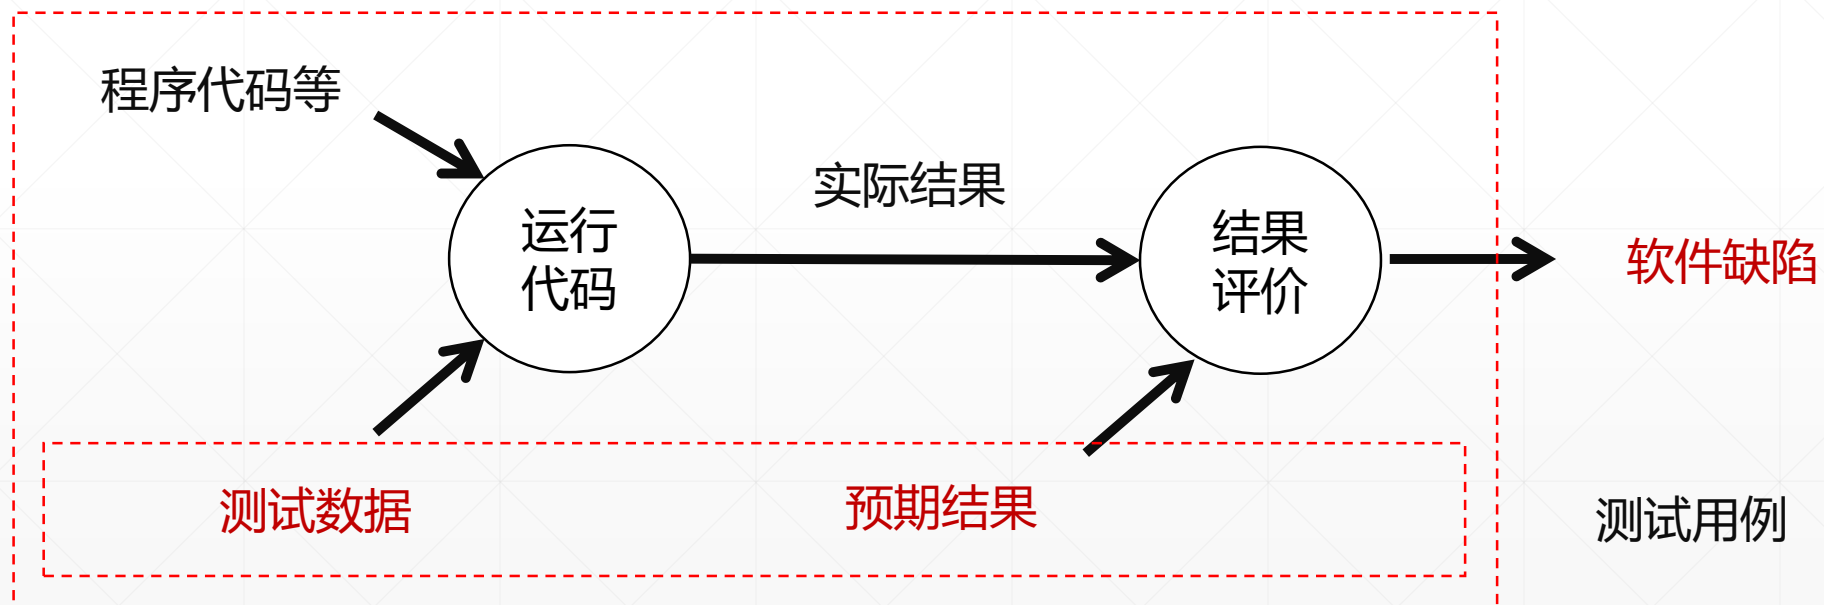 程序代码等
实际结果
运行
代码
结果
评价
软件缺陷
测试数据
预期结果
测试用例